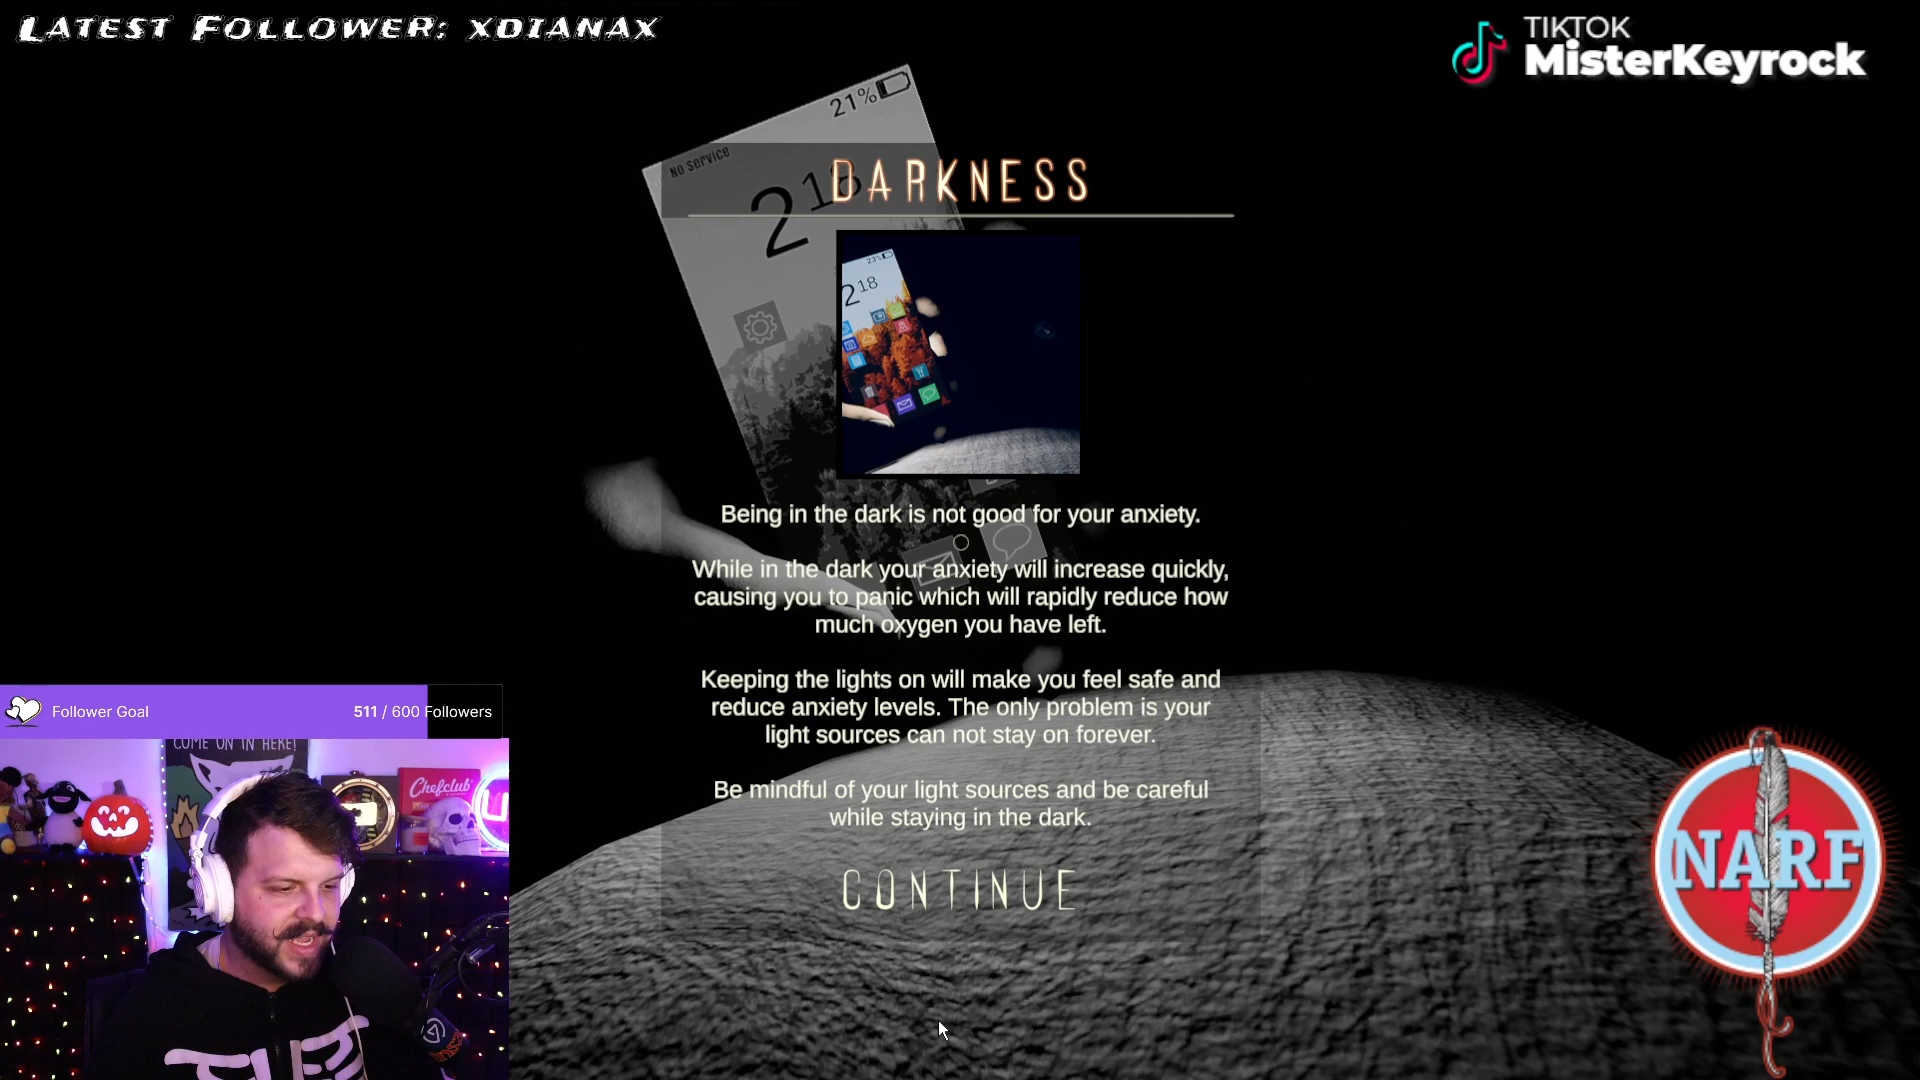 LATEST FOLLOWER: XDIANAX
TIKTOK
MisterKeyrock
21%
No service
2 18
DARKNESS
23%
2 18
Being in the dark is not good for your anxiety.
While in the dark your anxiety will increase quickly,
causing you to panic which will rapidly reduce how
much oxygen you have left.
Keeping the lights on will make you feel safe and
reduce anxiety levels. The only problem is your
light sources can not stay on forever.
Be mindful of your light sources and be careful
while staying in the dark.
CONTINUE
Follower Goal
511 / 600 Followers
COME ON IN HERE!
Chefclub
NARF